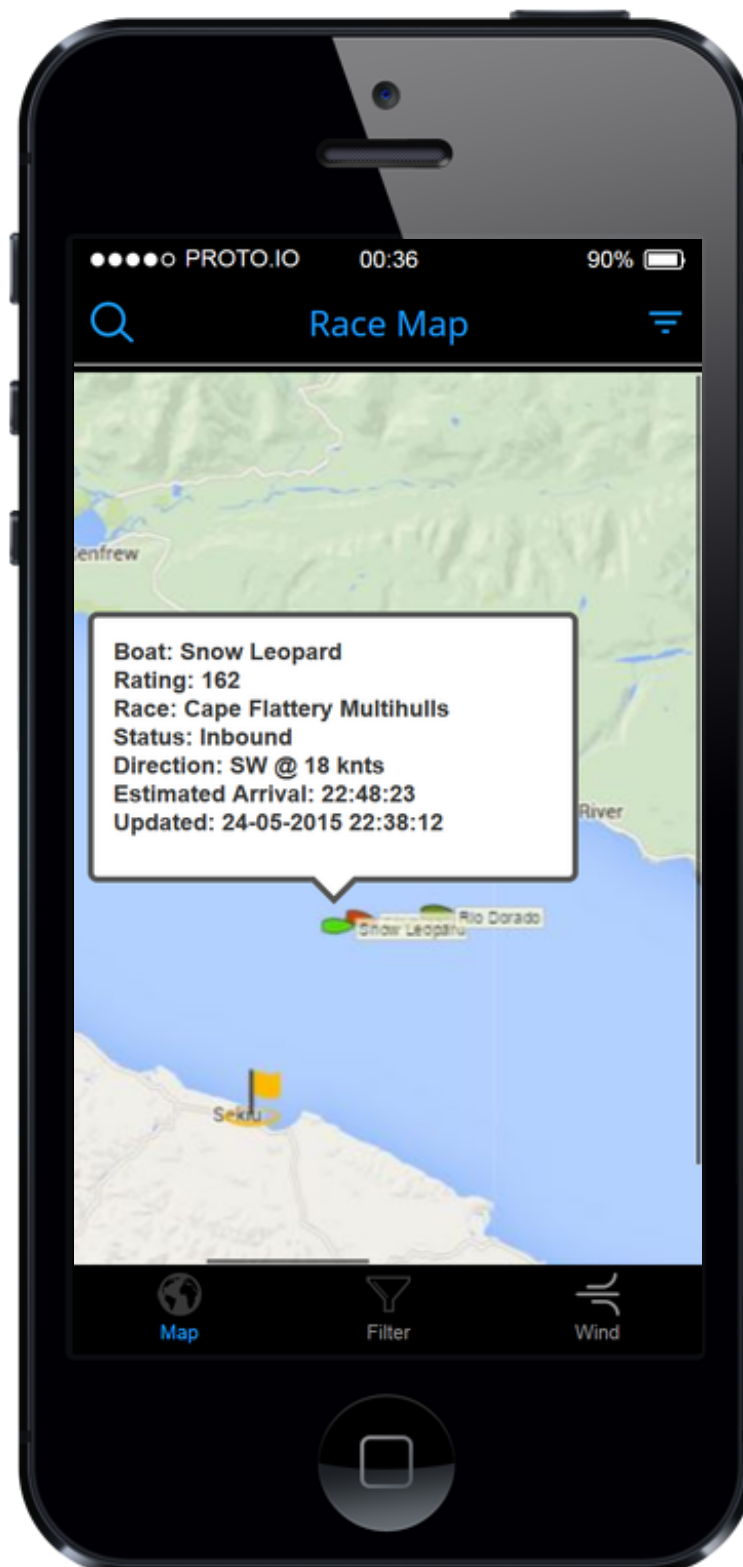 PROTO.IO 00:36 90%
Race Map
enfrew
Boat: Snow Leopard
Rating: 162
Race: Cape Flattery Multihulls
Status: Inbound
Direction: SW @ 18 knts
Estimated Arrival: 22:48:23
Updated: 24-05-2015 22:38:12
River
Rio Dorado
Snow Leopard
Sekiu
Map Filter Wind